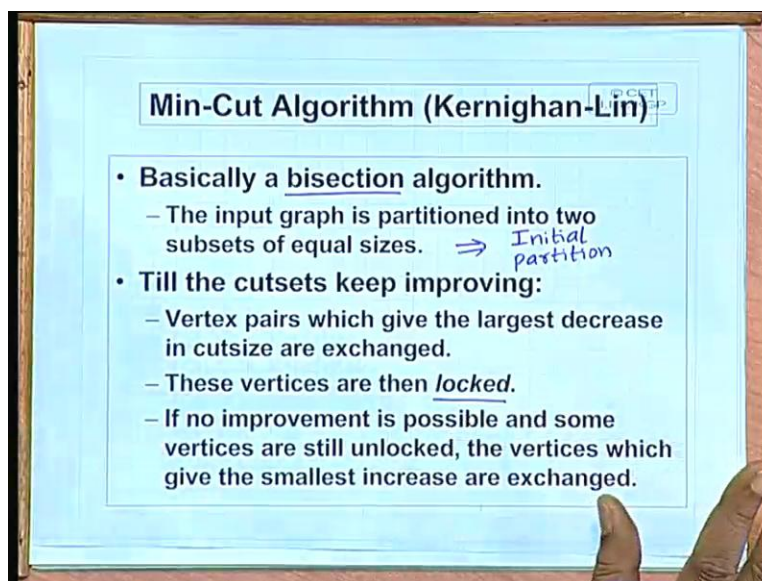 Min-Cut Algorithm (Kernighan-Lin)
• Basically a bisection algorithm.
– The input graph is partitioned into two
subsets of equal sizes. ⇒ Initial
partition
• Till the cutsets keep improving:
– Vertex pairs which give the largest decrease
in cutsize are exchanged.
– These vertices are then locked.
– If no improvement is possible and some
vertices are still unlocked, the vertices which
give the smallest increase are exchanged.